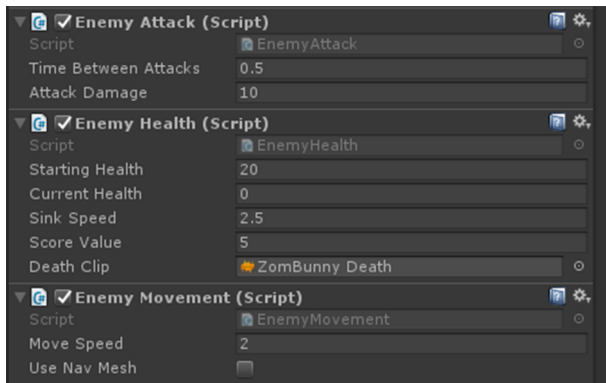 Enemy Attack (Script)
Script EnemyAttack
Time Between Attacks 0.5
Attack Damage 10
Enemy Health (Script)
Script EnemyHealth
Starting Health 20
Current Health 0
Sink Speed 2.5
Score Value 5
Death Clip ZomBunny Death
Enemy Movement (Script)
Script EnemyMovement
Move Speed 2
Use Nav Mesh